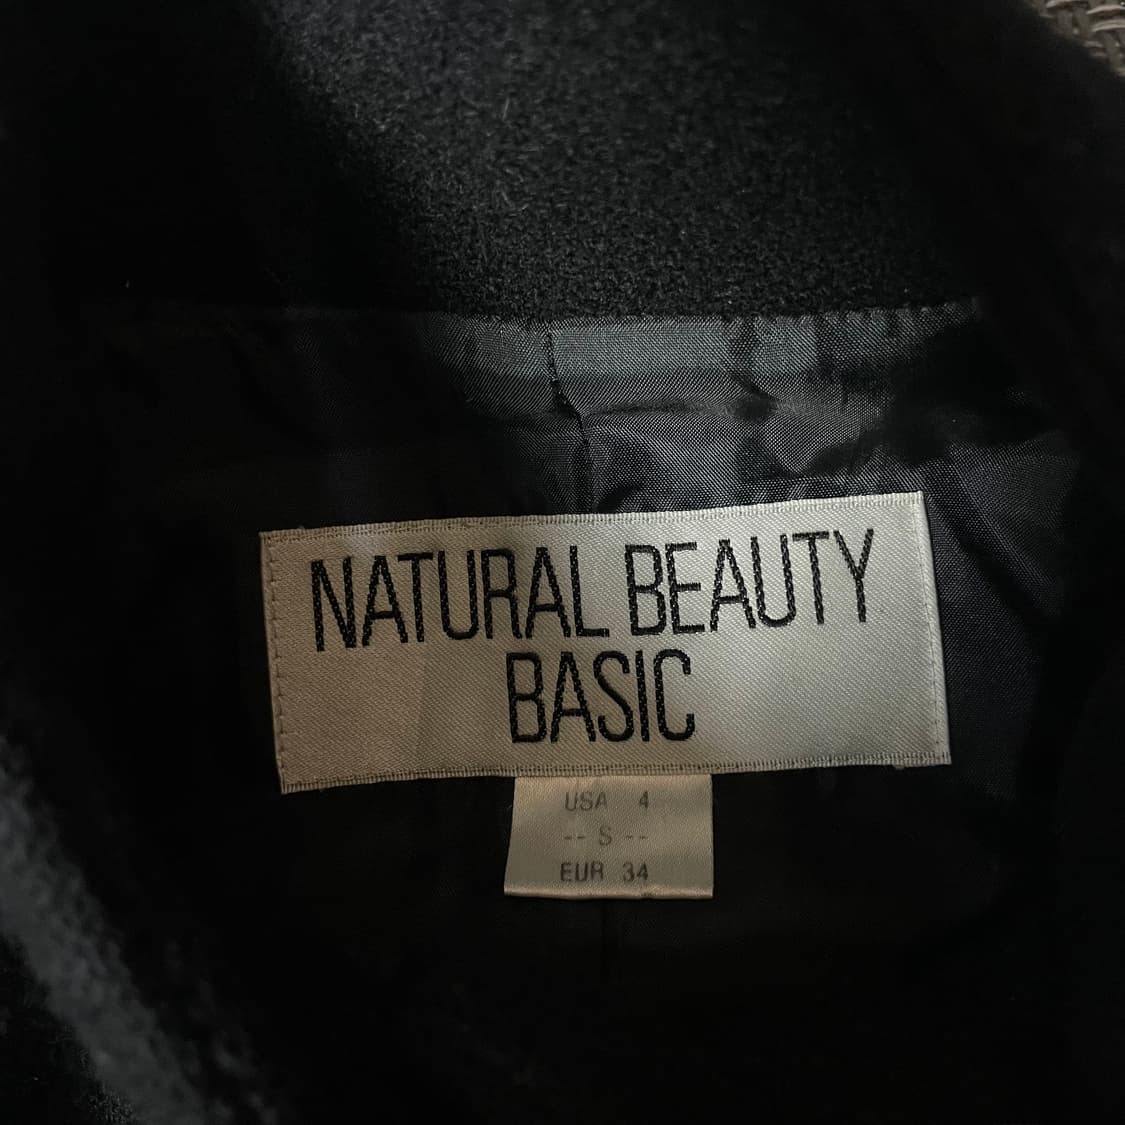 NATURAL BEAUTY
BASIC
USA 4
-- S --
EUR 34